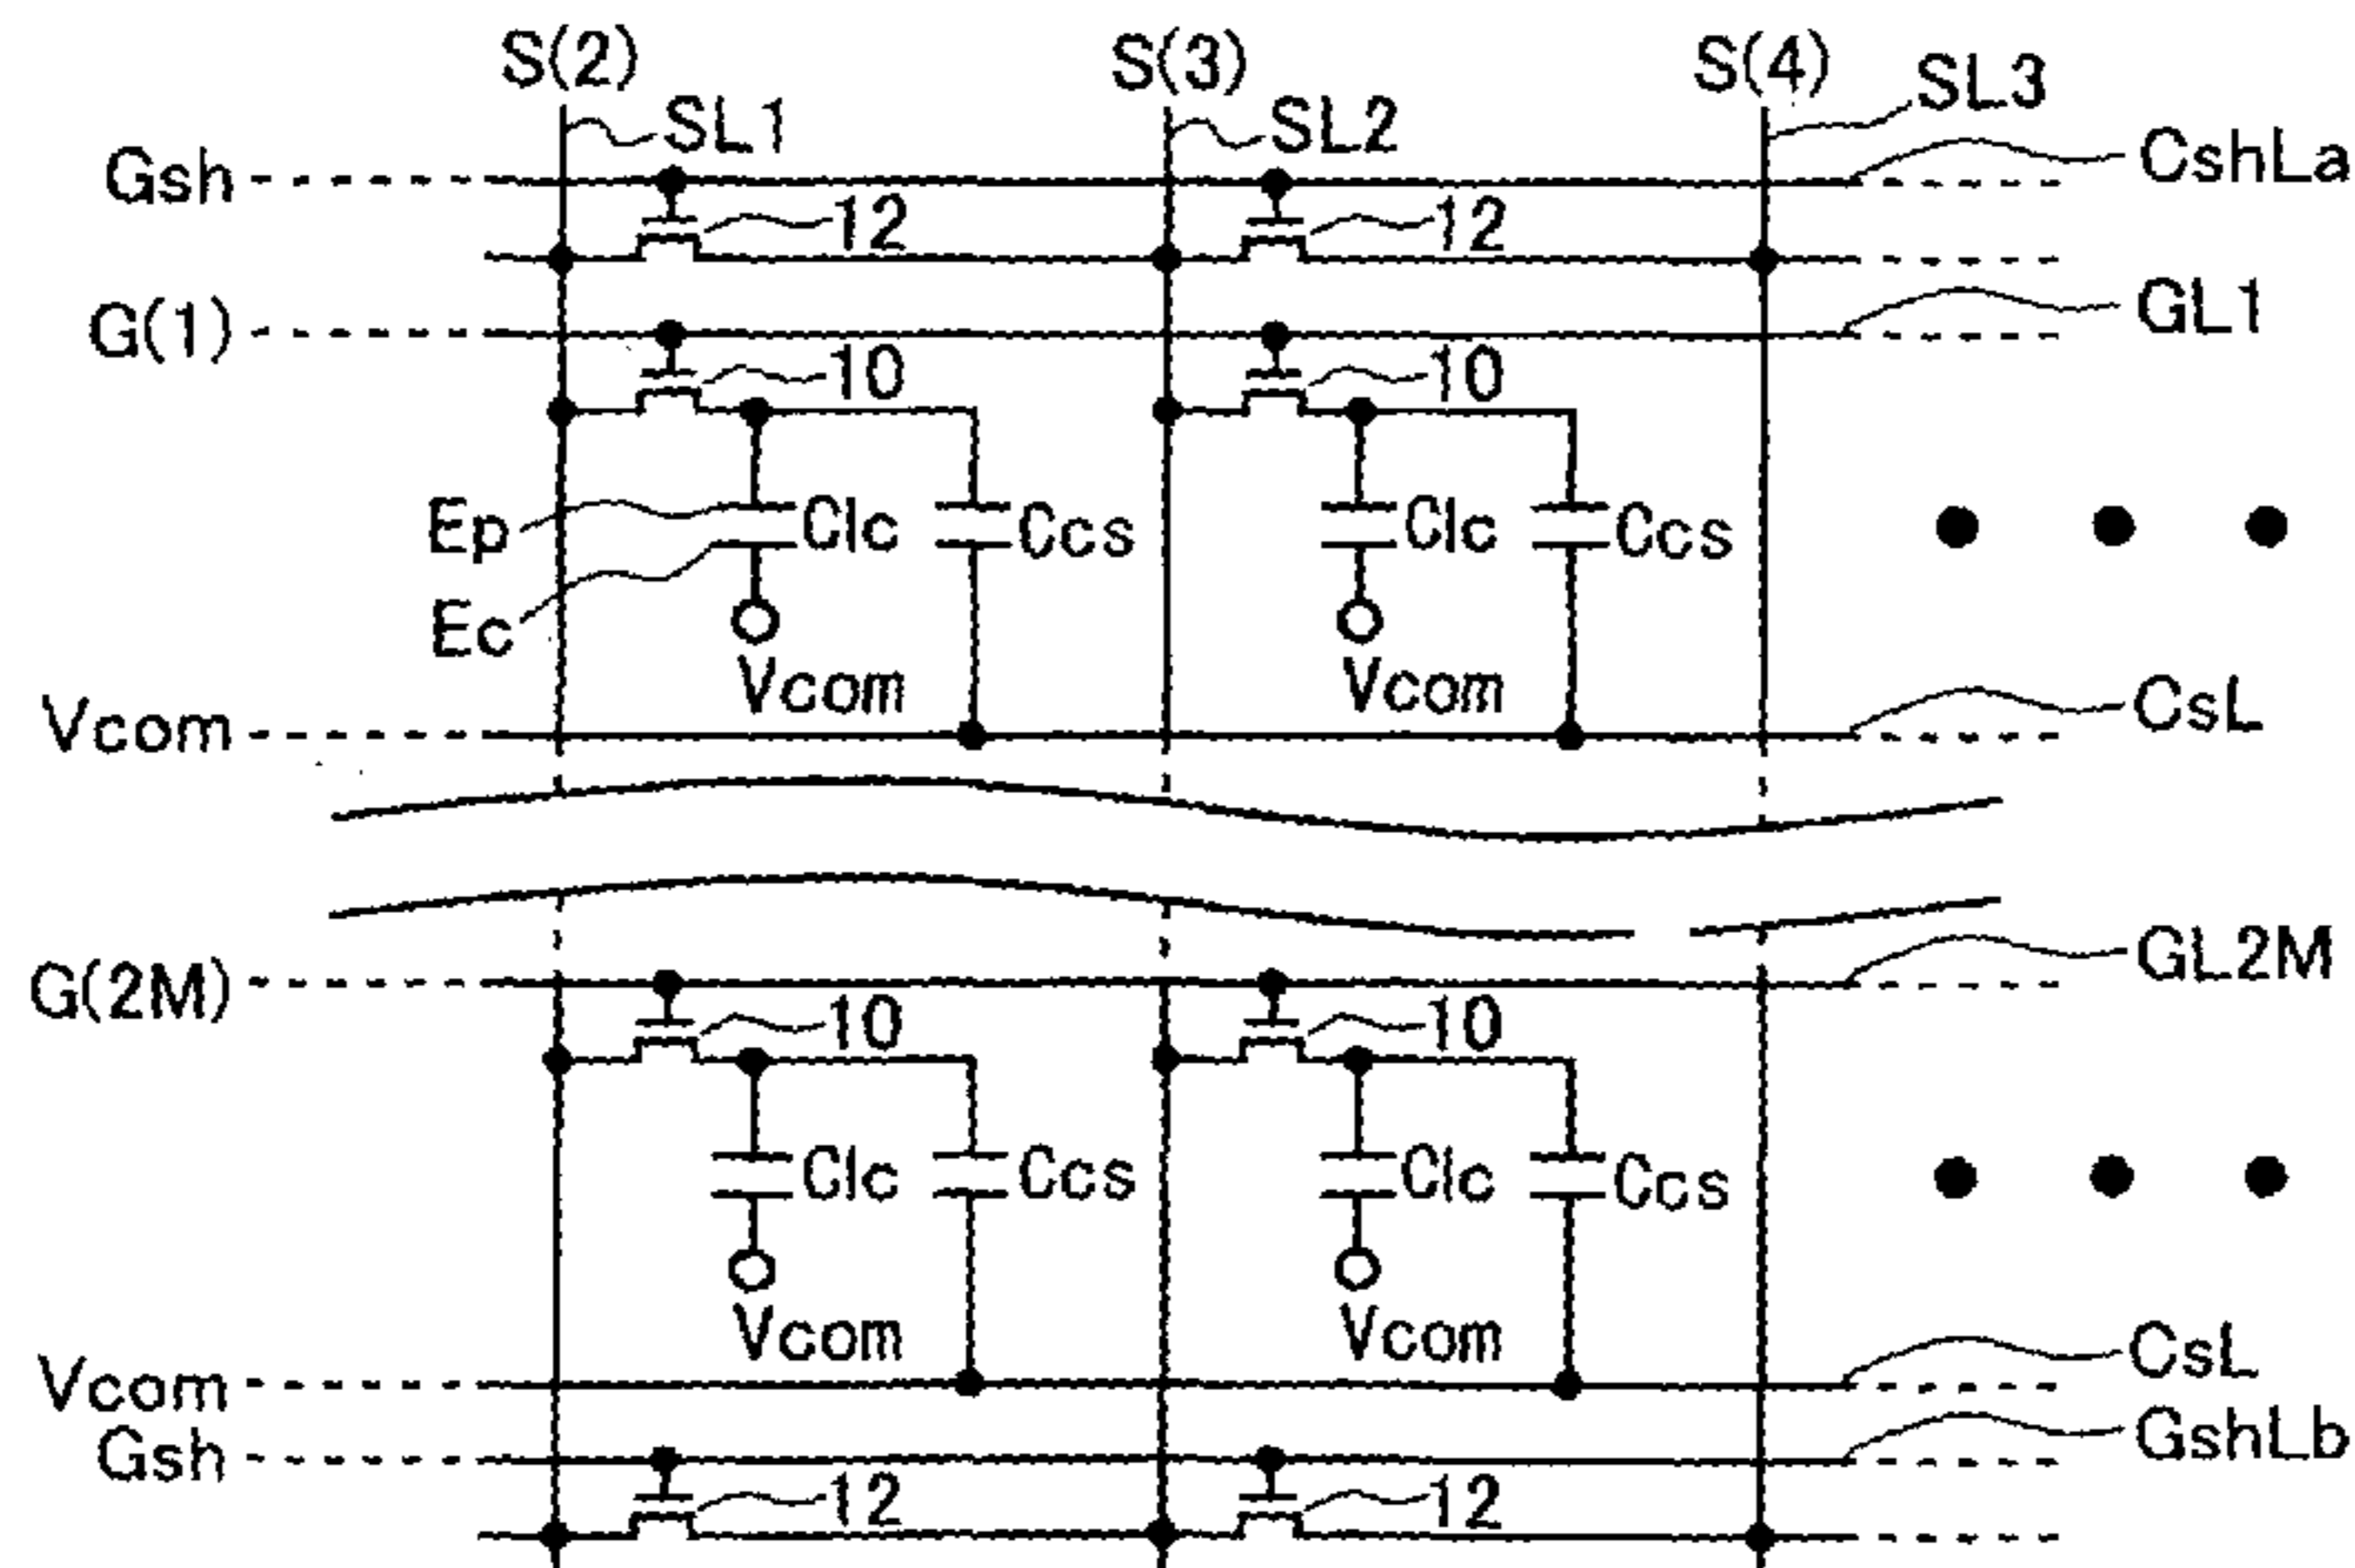 S(2) S(3) S(4)
SL1 SL2 SL3
Gsh CshLa
12 12
G(1) GL1
10 10
Ep Clc Ccs Clc Ccs
Ec
Vcom Vcom
Vcom CsL
G(2M) GL2M
10 10
Clc Ccs Clc Ccs
Vcom Vcom
Vcom CsL
Gsh GshLb
12 12